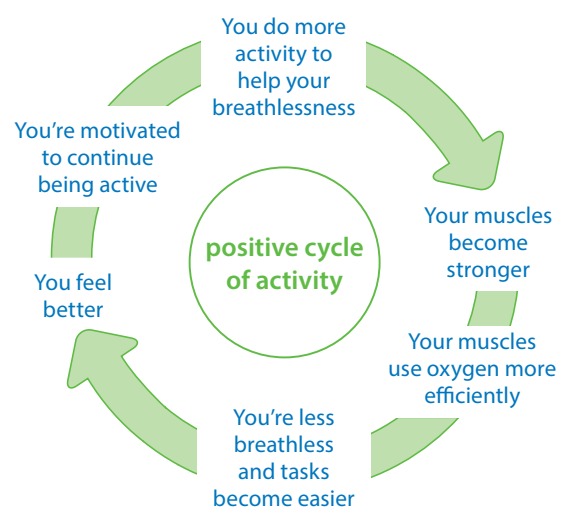 You do more
activity to
help your
breathlessness
Your muscles
become
stronger
Your muscles
use oxygen more
efficiently
You're less
breathless
and tasks
become easier
You feel
better
You're motivated
to continue
being active
positive cycle
of activity